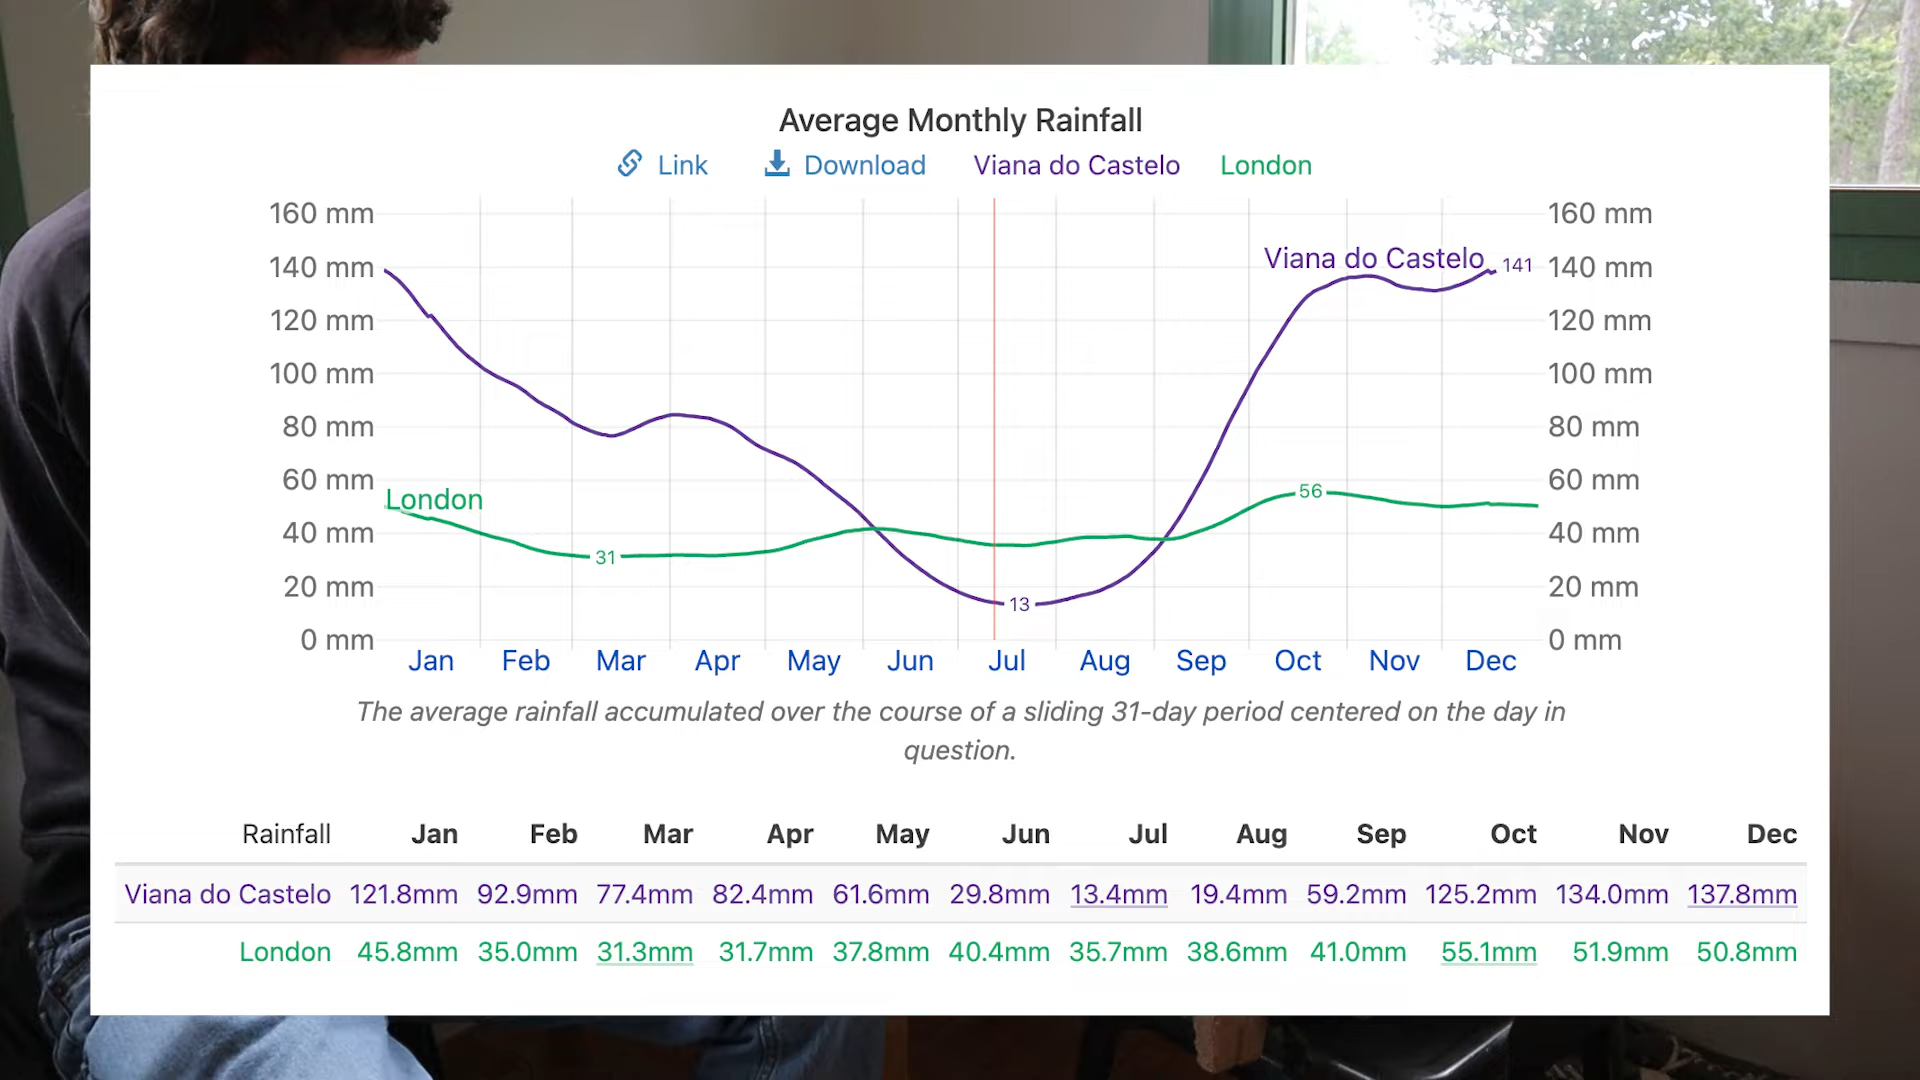 Average Monthly Rainfall
Link Download Viana do Castelo London
160 mm 160 mm
Viana do Castelo 141
140 mm 140 mm
120 mm 120 mm
100 mm 100 mm
80 mm 80 mm
60 mm 60 mm
London 56
40 mm 40 mm
31
20 mm 20 mm
13
0 mm 0 mm
Jan Feb Mar Apr May Jun Jul Aug Sep Oct Nov Dec
The average rainfall accumulated over the course of a sliding 31-day period centered on the day in
question.
Rainfall Jan Feb Mar Apr May Jun Jul Aug Sep Oct Nov Dec
Viana do Castelo 121.8mm 92.9mm 77.4mm 82.4mm 61.6mm 29.8mm 13.4mm 19.4mm 59.2mm 125.2mm 134.0mm 137.8mm
London 45.8mm 35.0mm 31.3mm 31.7mm 37.8mm 40.4mm 35.7mm 38.6mm 41.0mm 55.1mm 51.9mm 50.8mm